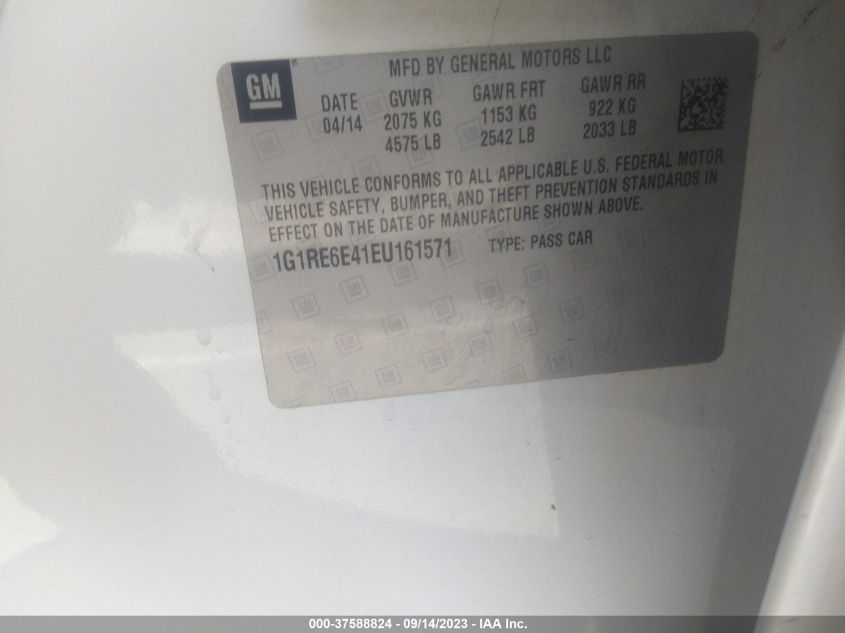 GM
MFD BY GENERAL MOTORS LLC
DATE GVWR GAWR FRT GAWR RR
04/14 2075 KG 1153 KG 922 KG
4575 LB 2542 LB 2033 LB
THIS VEHICLE CONFORMS TO ALL APPLICABLE U.S. FEDERAL MOTOR
VEHICLE SAFETY, BUMPER, AND THEFT PREVENTION STANDARDS IN
EFFECT ON THE DATE OF MANUFACTURE SHOWN ABOVE.
1G1RE6E41EU161571 TYPE: PASS CAR
000-37588824 - 09/14/2023 - IAA Inc.